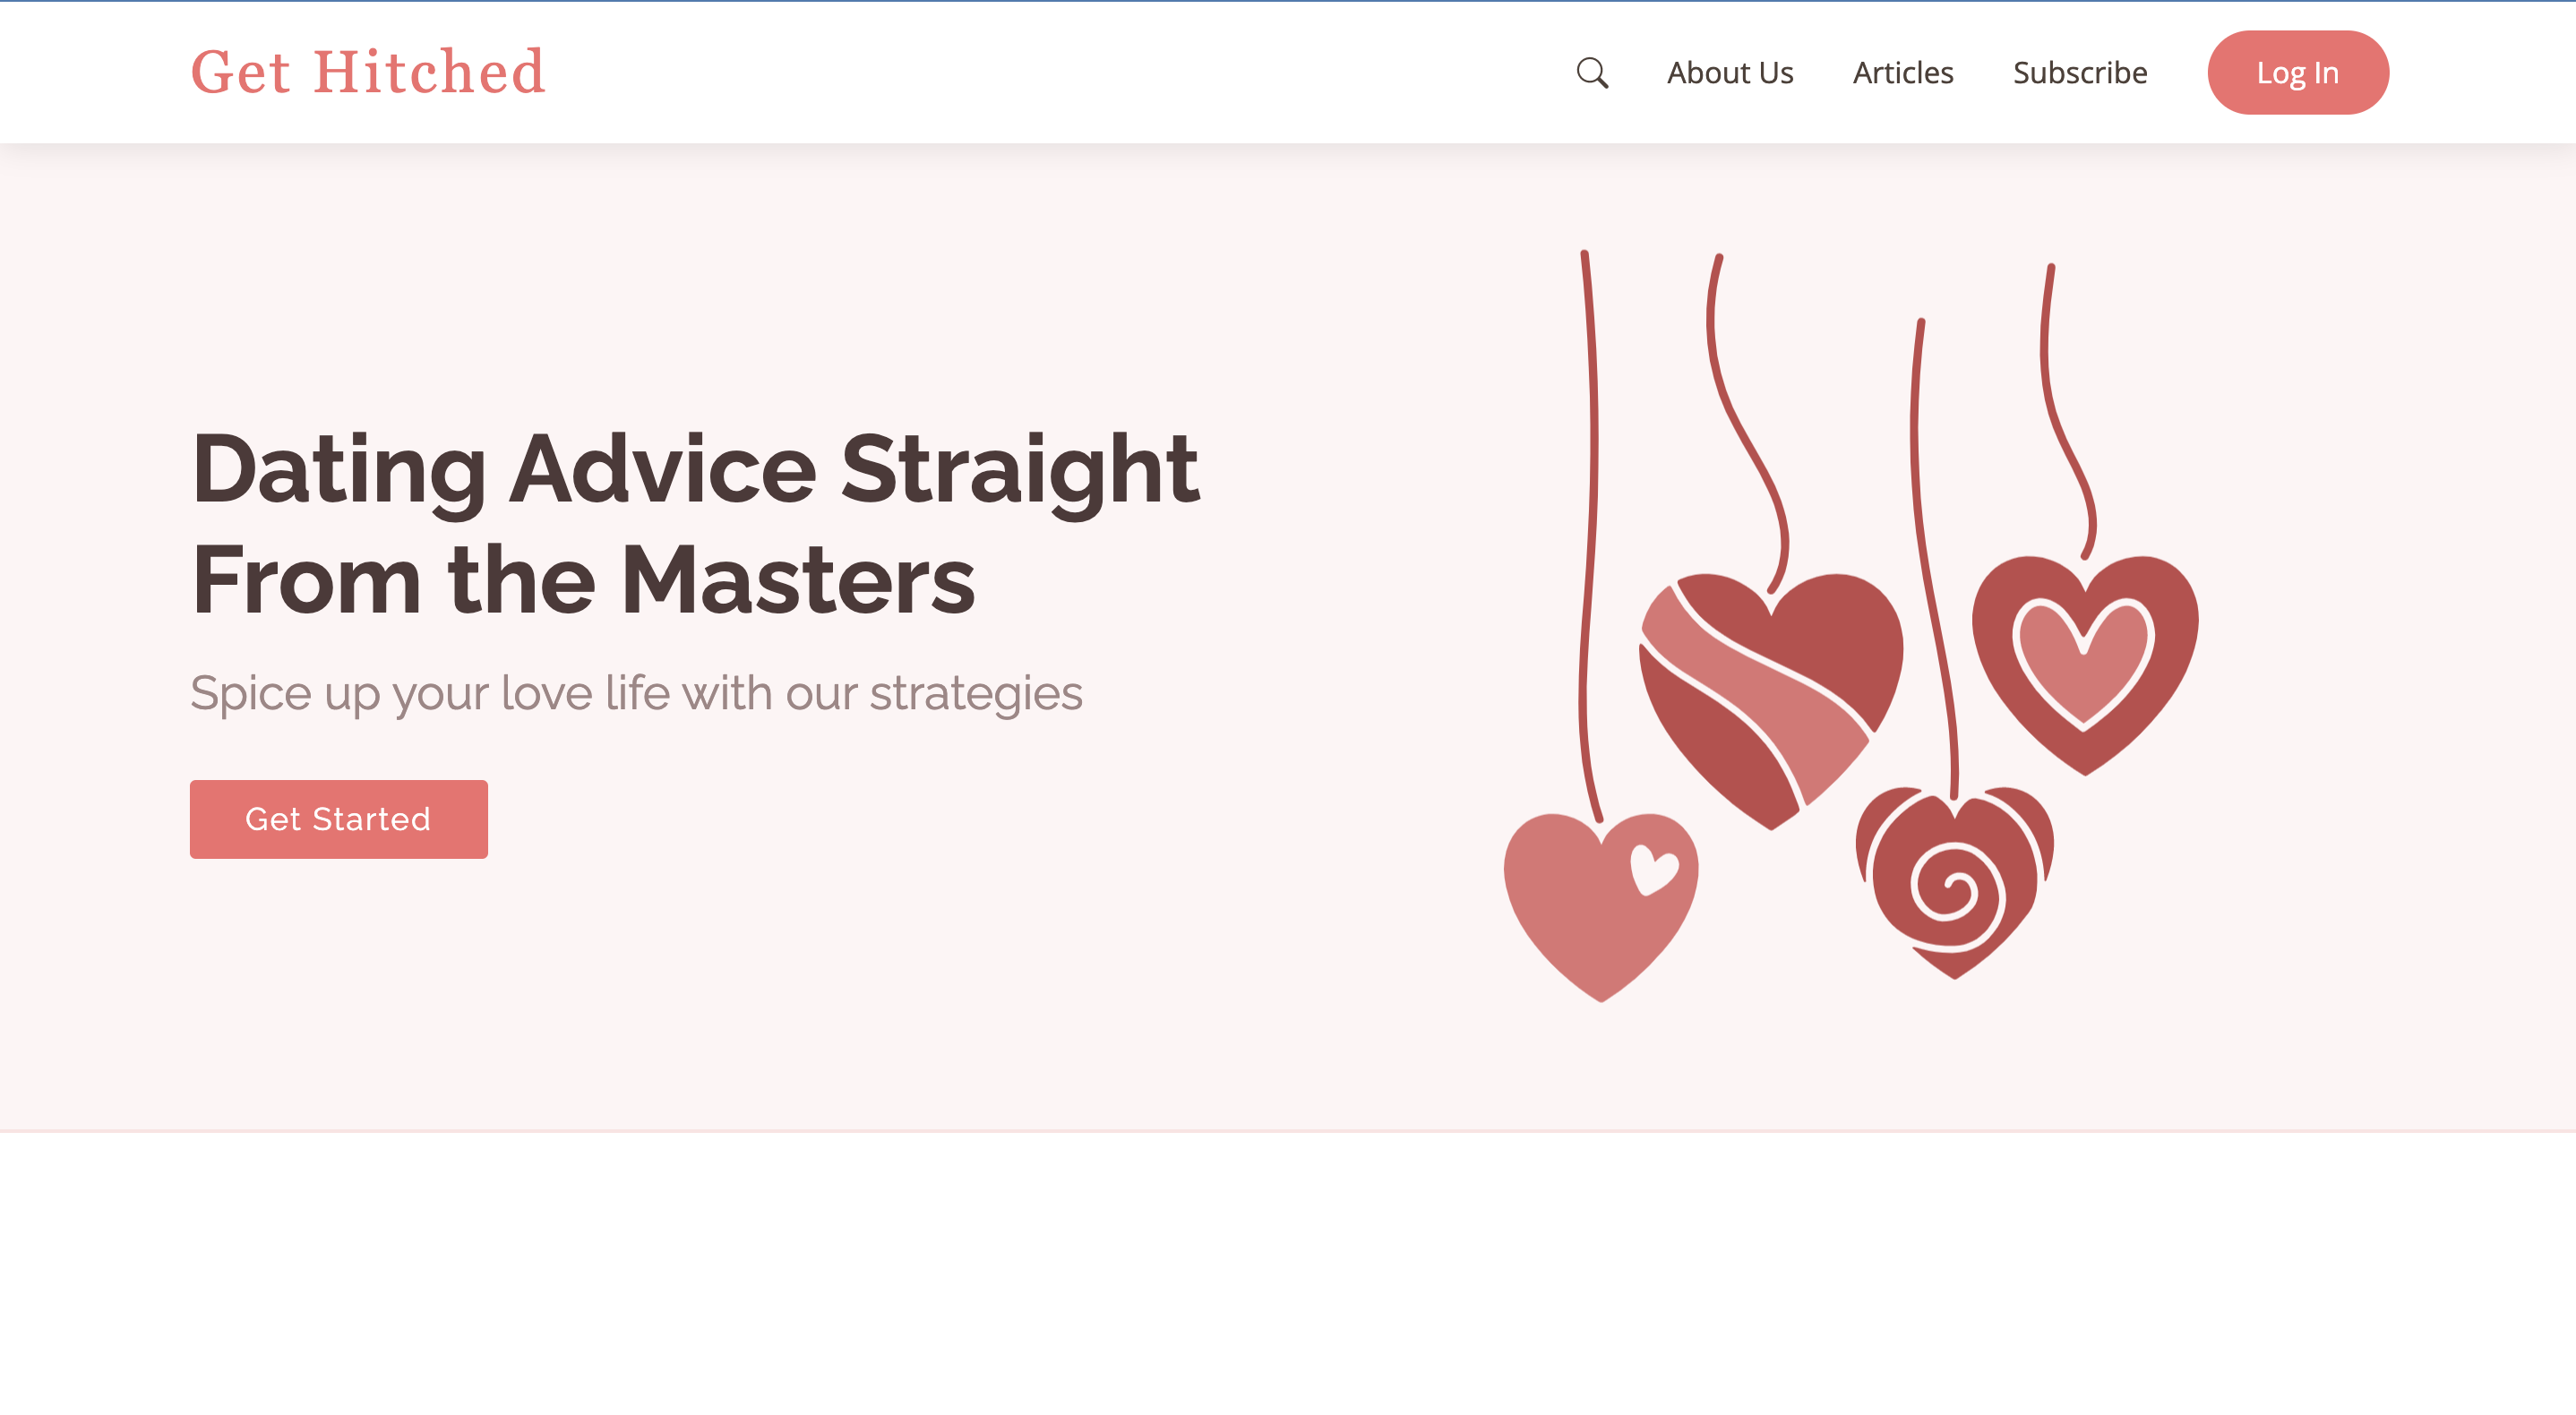 Get Hitched
About Us
Articles
Subscribe
Log In
Dating Advice Straight
From the Masters
Spice up your love life with our strategies
Get Started